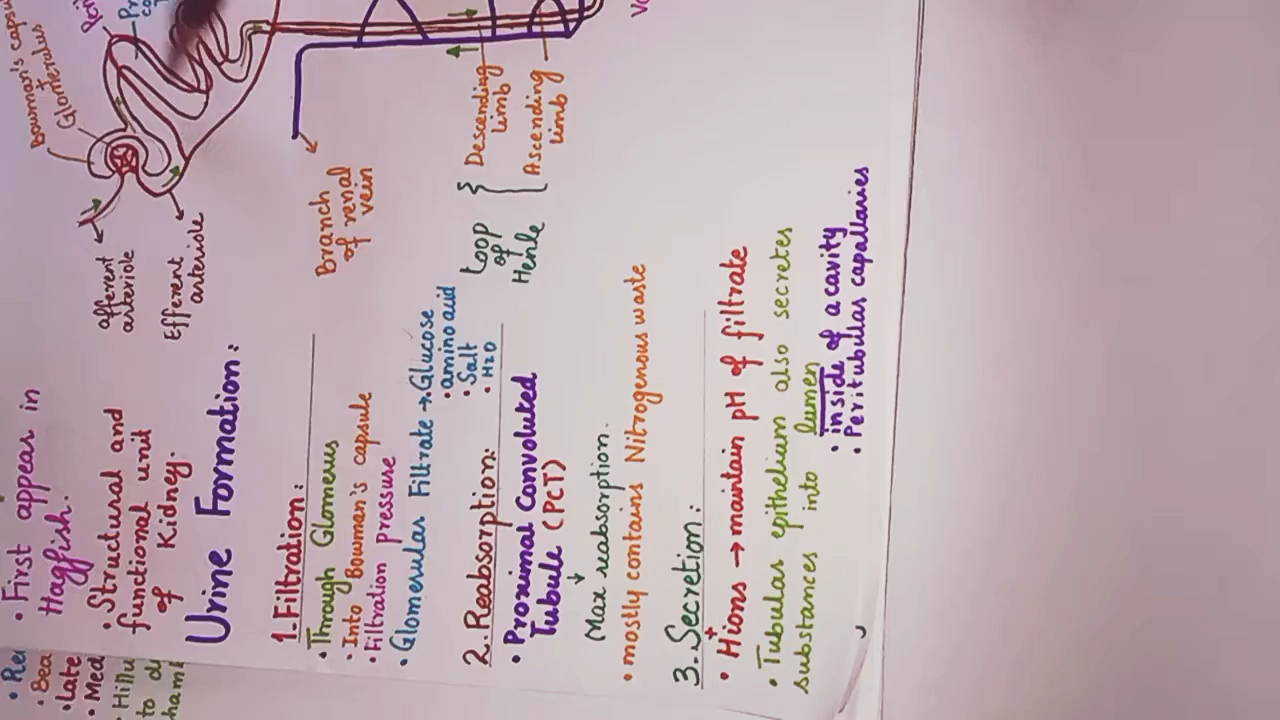 Bowman's
Glomerulus
afferent
arteriole
Efferent
arteriole
Branch
of renal
vein
Loop
of
Henle
Descending
limb
Ascending
limb
• First appear in
Hagfish.
• Structural and
functional unit
of Kidney.
Urine Formation:
1. Filtration:
• Through Glomerus
• Into Bowmen's capsule
• Filtration pressure
• Glomerular Filtrate → • Glucose
• amino acid
• Salt
• H2O
2. Reabsorption:
• Proximal Convoluted
Tubule (PCT)
↓
Max reabsorption.
• mostly contains Nitrogenous waste
3. Secretion:
• H+ions → maintain pH of filtrate
• Tubular epithelium also secretes
substances into lumen
• inside of a cavity
• Peritubular capallaries
• Late
• Med